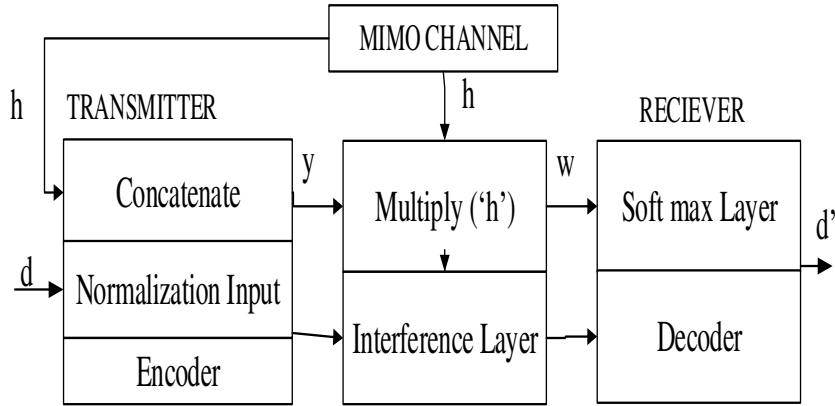 MIMO CHANNEL
h
h
TRANSMITTER
RECIEVER
Concatenate
y
Multiply (‘h’)
w
Soft max Layer
d’
d
Normalization Input
Interference Layer
Decoder
Encoder